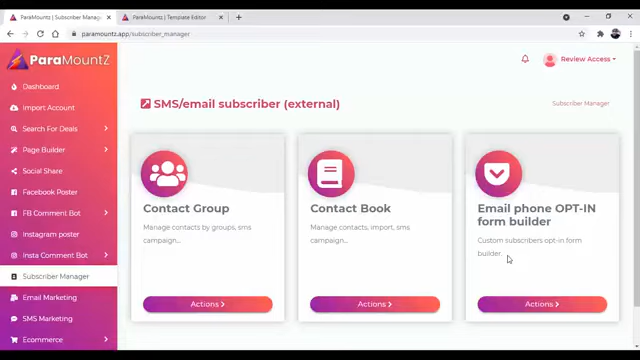 ParaMountz | Subscriber Manager
ParaMountz | Template Editor
paramountz.app/subscriber_manager
ParaMountZ
Review Access
Dashboard
Import Account
Search For Deals
Page Builder
Social Share
Facebook Poster
FB Comment Bot
Instagram poster
Insta Comment Bot
Subscriber Manager
Email Marketing
SMS Marketing
Ecommerce
SMS/email subscriber (external)
Subscriber Manager
Contact Group
Manage contacts by groups, sms
campaign...
Actions
Contact Book
Manage contacts, import, sms
campaign...
Actions
Email phone OPT-IN
form builder
Custom subscribers opt-in form
builder.
Actions